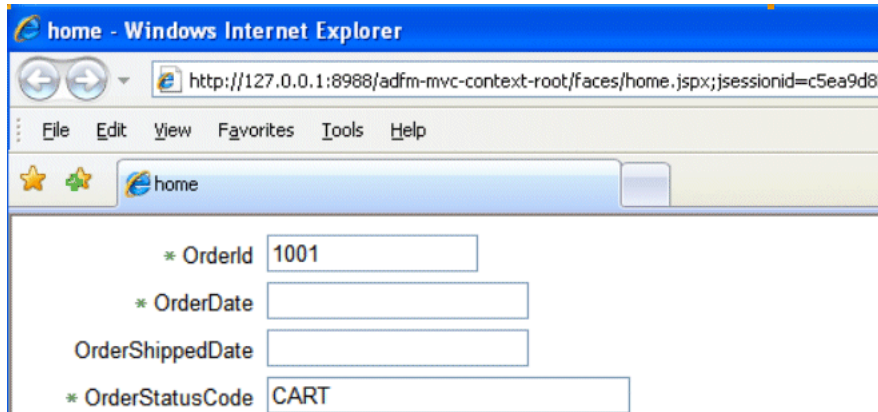 home - Windows Internet Explorer
http://127.0.0.1:8988/adfm-mvc-context-root/faces/home.jspx;jsessionid=c5ea9d8
File Edit View Favorites Tools Help
home
* OrderId 1001
* OrderDate
OrderShippedDate
* OrderStatusCode CART